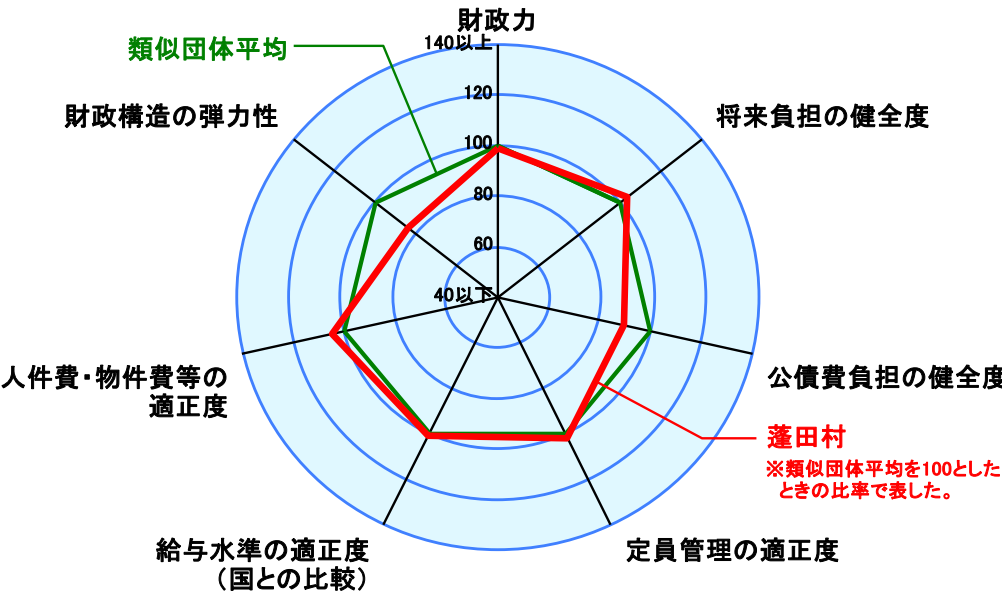 財政力
類似団体平均
140以上
120
100
80
60
40以下
財政構造の弾力性
将来負担の健全度
人件費・物件費等の
適正度
公債費負担の健全度
蓬田村
※類似団体平均を100とした
ときの比率で表した。
給与水準の適正度
（国との比較）
定員管理の適正度